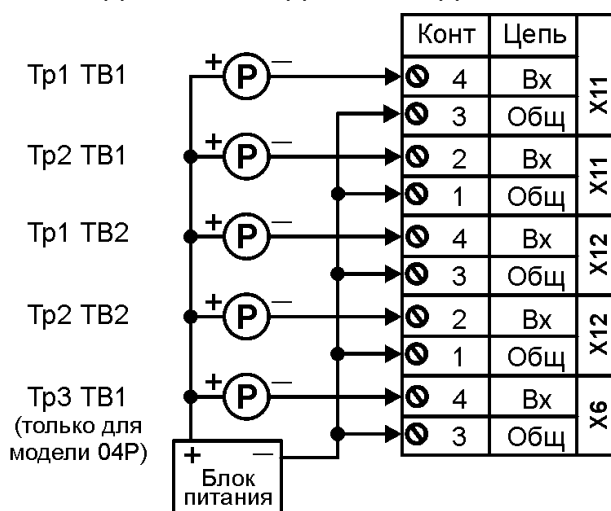 Конт Цепь
Тр1 ТВ1 + Р — 4 Вх X11
3 Общ
Тр2 ТВ1 + Р — 2 Вх X11
1 Общ
Тр1 ТВ2 + Р — 4 Вх X12
3 Общ
Тр2 ТВ2 + Р — 2 Вх X12
1 Общ
Тр3 ТВ1 + Р — 4 Вх X6
(только для
модели 04Р) 3 Общ
+ —
Блок
питания